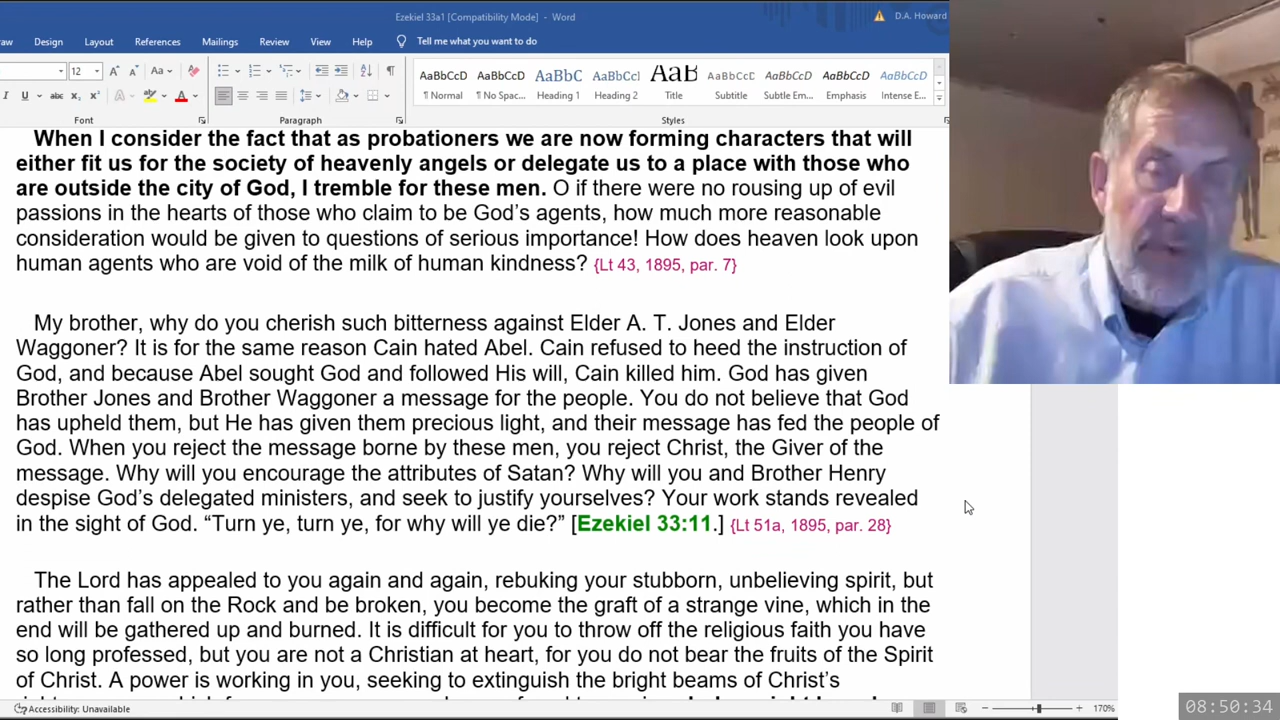 Ezekiel 33a1 [Compatibility Mode] - Word
D.A. Howard
aw Design Layout References Mailings Review View Help Tell me what you want to do
12 Aa
AaBbCcD AaBbCcD AaBbC AaBbCcI AaB AaBbCcD AaBbCcD AaBbCcD AaBbCcD
¶ Normal ¶ No Spac... Heading 1 Heading 2 Title Subtitle Subtle Em... Emphasis Intense E...
Font Paragraph Styles
When I consider the fact that as probationers we are now forming characters that will
either fit us for the society of heavenly angels or delegate us to a place with those who
are outside the city of God, I tremble for these men. O if there were no rousing up of evil
passions in the hearts of those who claim to be God’s agents, how much more reasonable
consideration would be given to questions of serious importance! How does heaven look upon
human agents who are void of the milk of human kindness? {Lt 43, 1895, par. 7}
My brother, why do you cherish such bitterness against Elder A. T. Jones and Elder
Waggoner? It is for the same reason Cain hated Abel. Cain refused to heed the instruction of
God, and because Abel sought God and followed His will, Cain killed him. God has given
Brother Jones and Brother Waggoner a message for the people. You do not believe that God
has upheld them, but He has given them precious light, and their message has fed the people of
God. When you reject the message borne by these men, you reject Christ, the Giver of the
message. Why will you encourage the attributes of Satan? Why will you and Brother Henry
despise God’s delegated ministers, and seek to justify yourselves? Your work stands revealed
in the sight of God. “Turn ye, turn ye, for why will ye die?” [Ezekiel 33:11.] {Lt 51a, 1895, par. 28}
The Lord has appealed to you again and again, rebuking your stubborn, unbelieving spirit, but
rather than fall on the Rock and be broken, you become the graft of a strange vine, which in the
end will be gathered up and burned. It is difficult for you to throw off the religious faith you have
so long professed, but you are not a Christian at heart, for you do not bear the fruits of the Spirit
of Christ. A power is working in you, seeking to extinguish the bright beams of Christ’s
Accessibility: Unavailable
170%
08:50:34